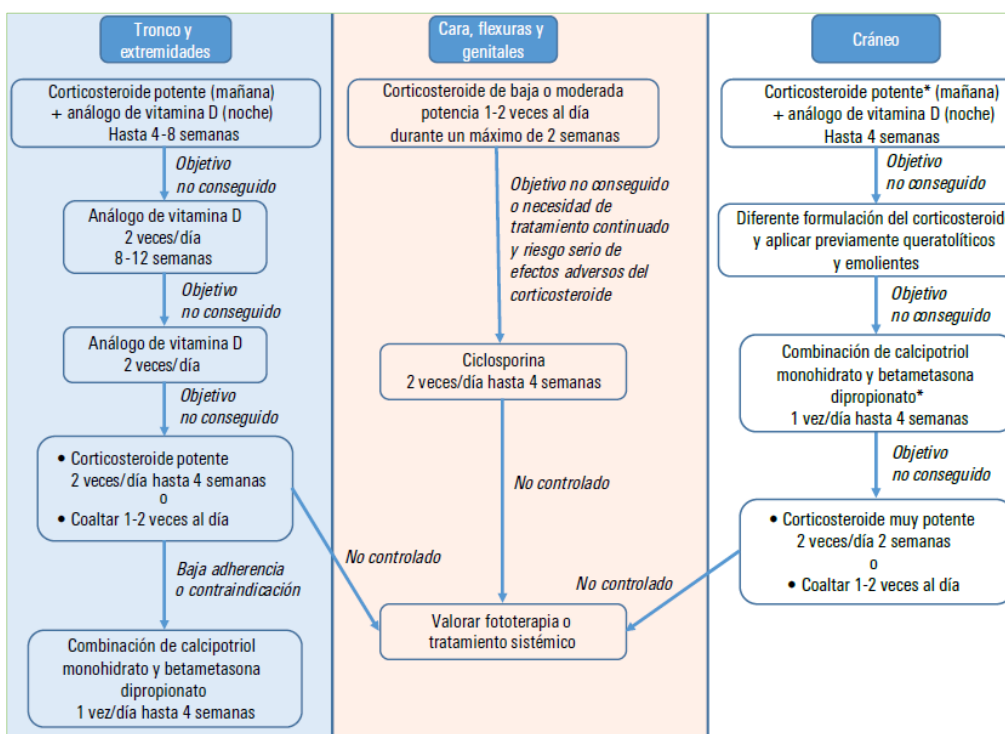 Tronco y
extremidades
Corticosteroide potente (mañana)
+ análogo de vitamina D (noche)
Hasta 4-8 semanas
Objetivo
no conseguido
Análogo de vitamina D
2 veces/día
8-12 semanas
Objetivo
no conseguido
Análogo de vitamina D
2 veces/día
Objetivo
no conseguido
• Corticosteroide potente
2 veces/día hasta 4 semanas
o
• Coaltar 1-2 veces al día
Baja adherencia
o contraindicación
No controlado
Combinación de calcipotriol
monohidrato y betametasona
dipropionato
1 vez/día hasta 4 semanas
Cara, flexuras y
genitales
Corticosteroide de baja o moderada
potencia 1-2 veces al día
durante un máximo de 2 semanas
Objetivo no conseguido
o necesidad de
tratamiento continuado
y riesgo serio de
efectos adversos del
corticosteroide
Ciclosporina
2 veces/día hasta 4 semanas
No controlado
Valorar fototerapia o
tratamiento sistémico
Cráneo
Corticosteroide potente* (mañana)
+ análogo de vitamina D (noche)
Hasta 4 semanas
Objetivo
no conseguido
Diferente formulación del corticosteroid
y aplicar previamente queratolíticos
y emolientes
Objetivo
no conseguido
Combinación de calcipotriol
monohidrato y betametasona
dipropionato*
1 vez/día hasta 4 semanas
Objetivo
no conseguido
• Corticosteroide muy potente
2 veces/día 2 semanas
o
• Coaltar 1-2 veces al día
No controlado